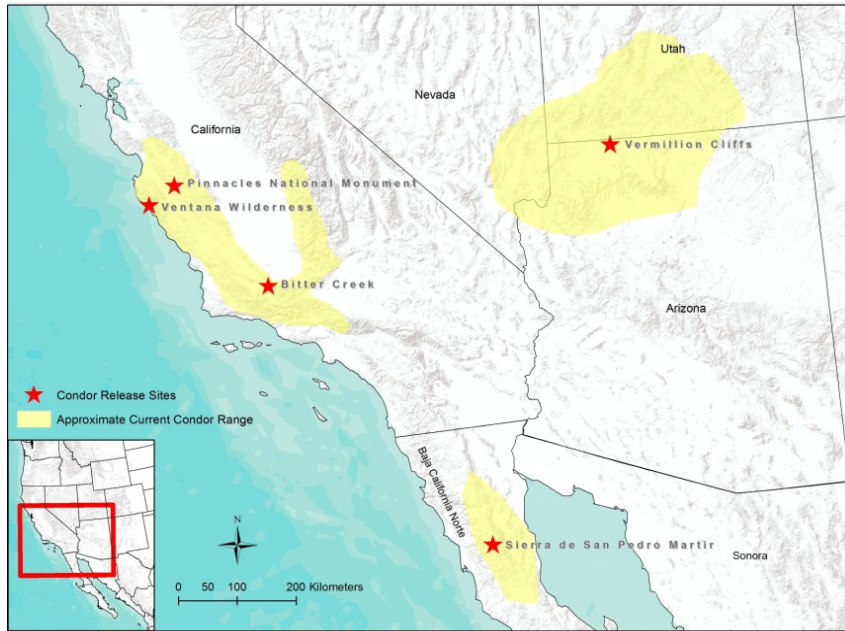 Utah
Nevada
California
Vermillion Cliffs
Pinnacles National Monument
Ventana Wilderness
Bitter Creek
Arizona
Condor Release Sites
Approximate Current Condor Range
Baja California Norte
Sierra de San Pedro Martir
Sonora
N
0 50 100 200 Kilometers